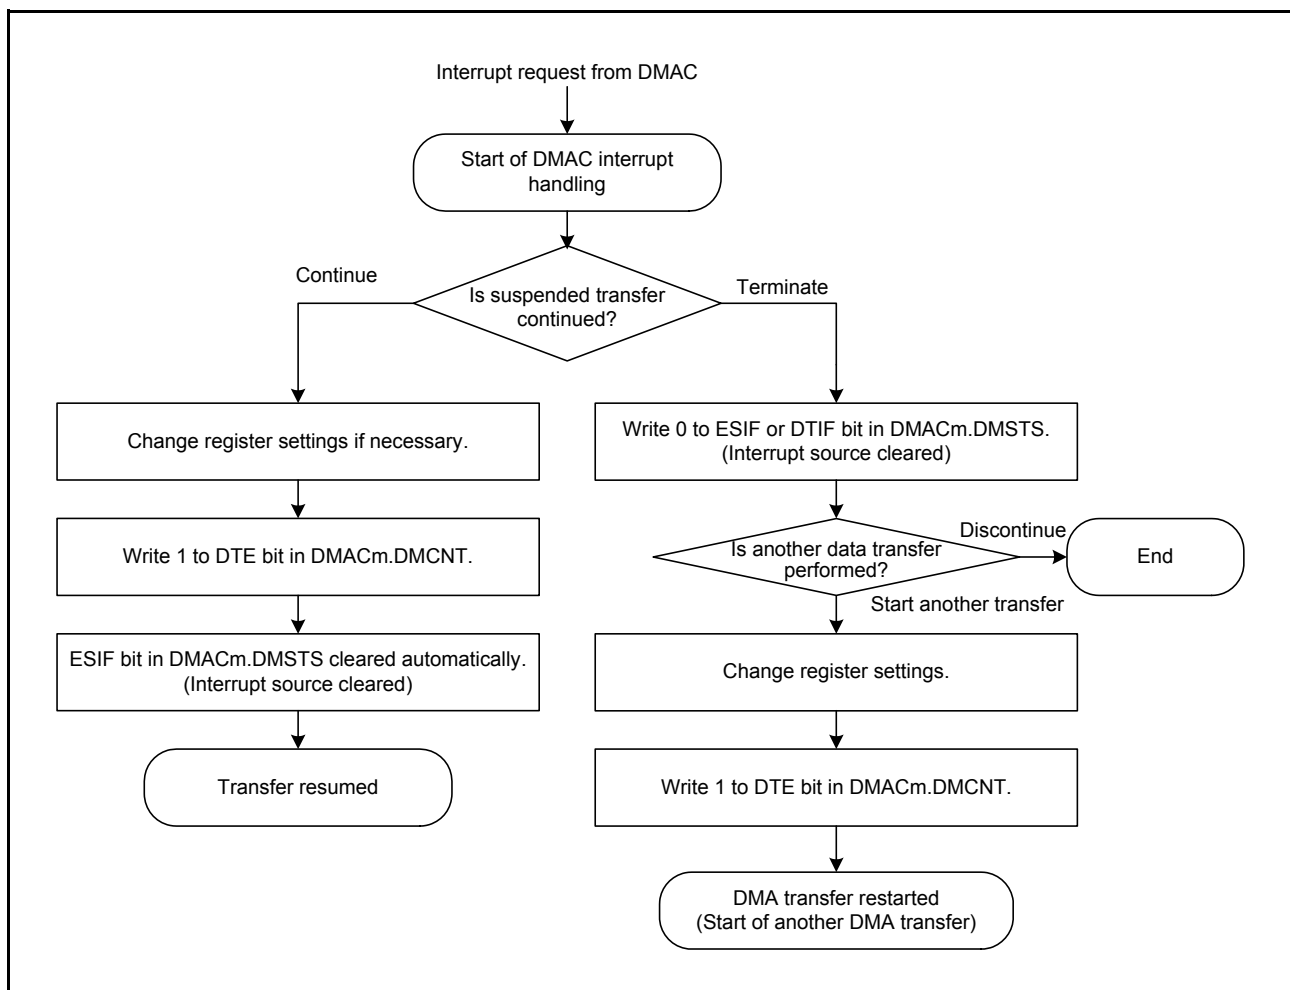 Interrupt request from DMAC
Start of DMAC interrupt
handling
Continue
Is suspended transfer
continued?
Terminate
Change register settings if necessary.
Write 1 to DTE bit in DMACm.DMCNT.
ESIF bit in DMACm.DMSTS cleared automatically.
(Interrupt source cleared)
Transfer resumed
Write 0 to ESIF or DTIF bit in DMACm.DMSTS.
(Interrupt source cleared)
Is another data transfer
performed?
Discontinue
End
Start another transfer
Change register settings.
Write 1 to DTE bit in DMACm.DMCNT.
DMA transfer restarted
(Start of another DMA transfer)